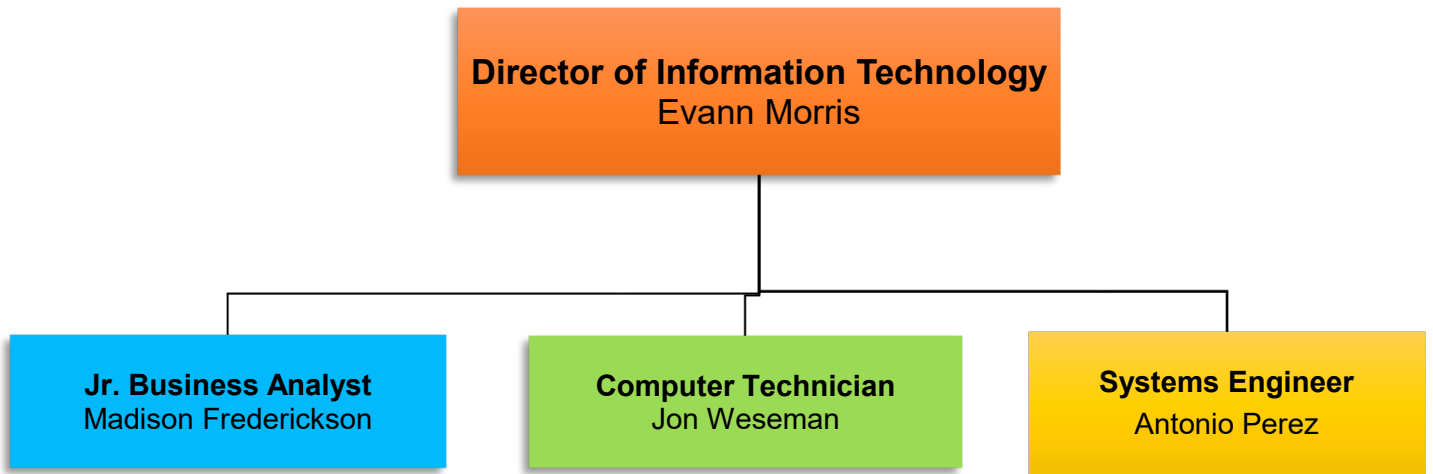 Director of Information Technology
Evann Morris
Jr. Business Analyst
Madison Frederickson
Computer Technician
Jon Weseman
Systems Engineer
Antonio Perez